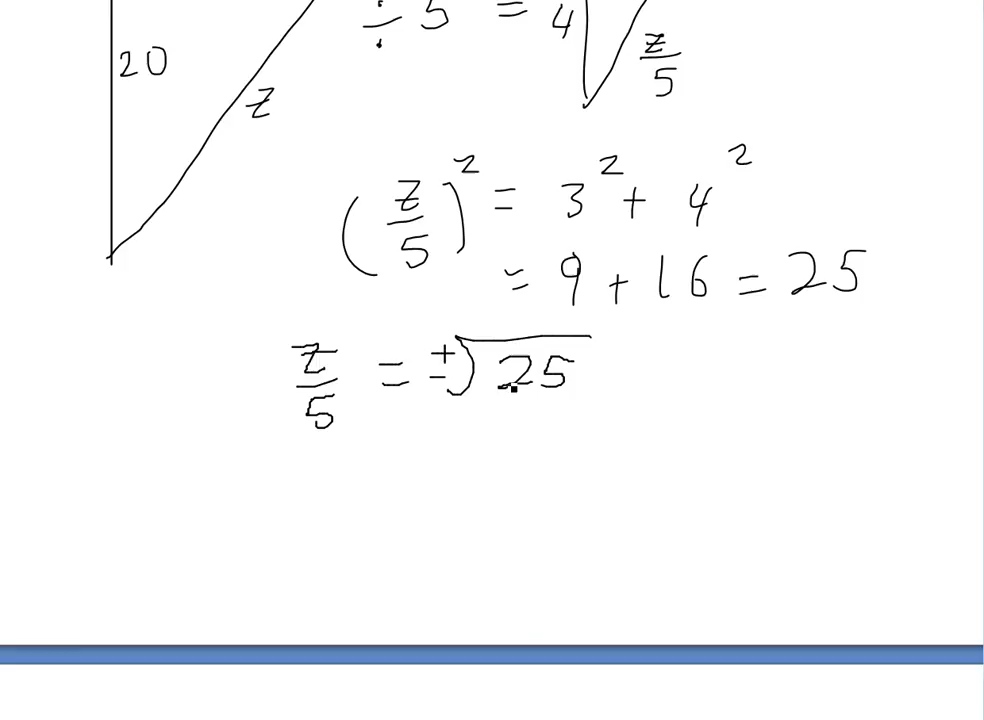 20
z
÷ 5 = 4
z/5
(z/5)² = 3² + 4²
= 9 + 16 = 25
z/5 = ±√25